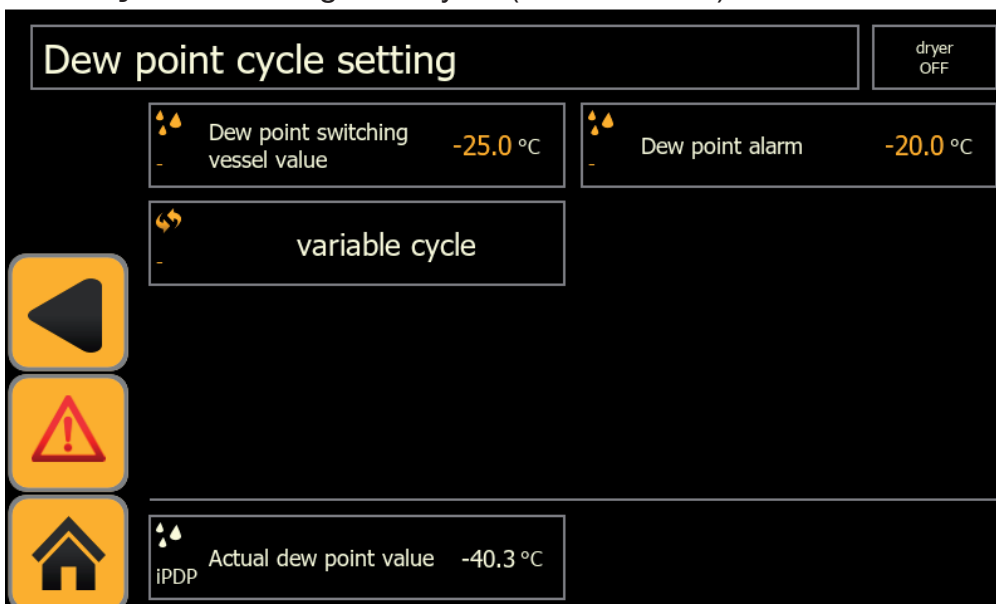 Dew point cycle setting
dryer
OFF
Dew point switching
vessel value
-25.0 °C
-
Dew point alarm
-20.0 °C
-
variable cycle
-
Actual dew point value
-40.3 °C
iPDP